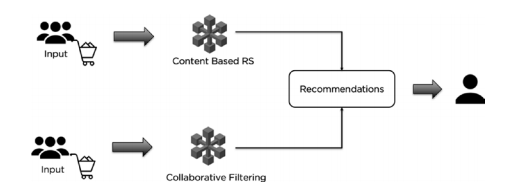 Input
Content Based RS
Recommendations
Input
Collaborative Filtering